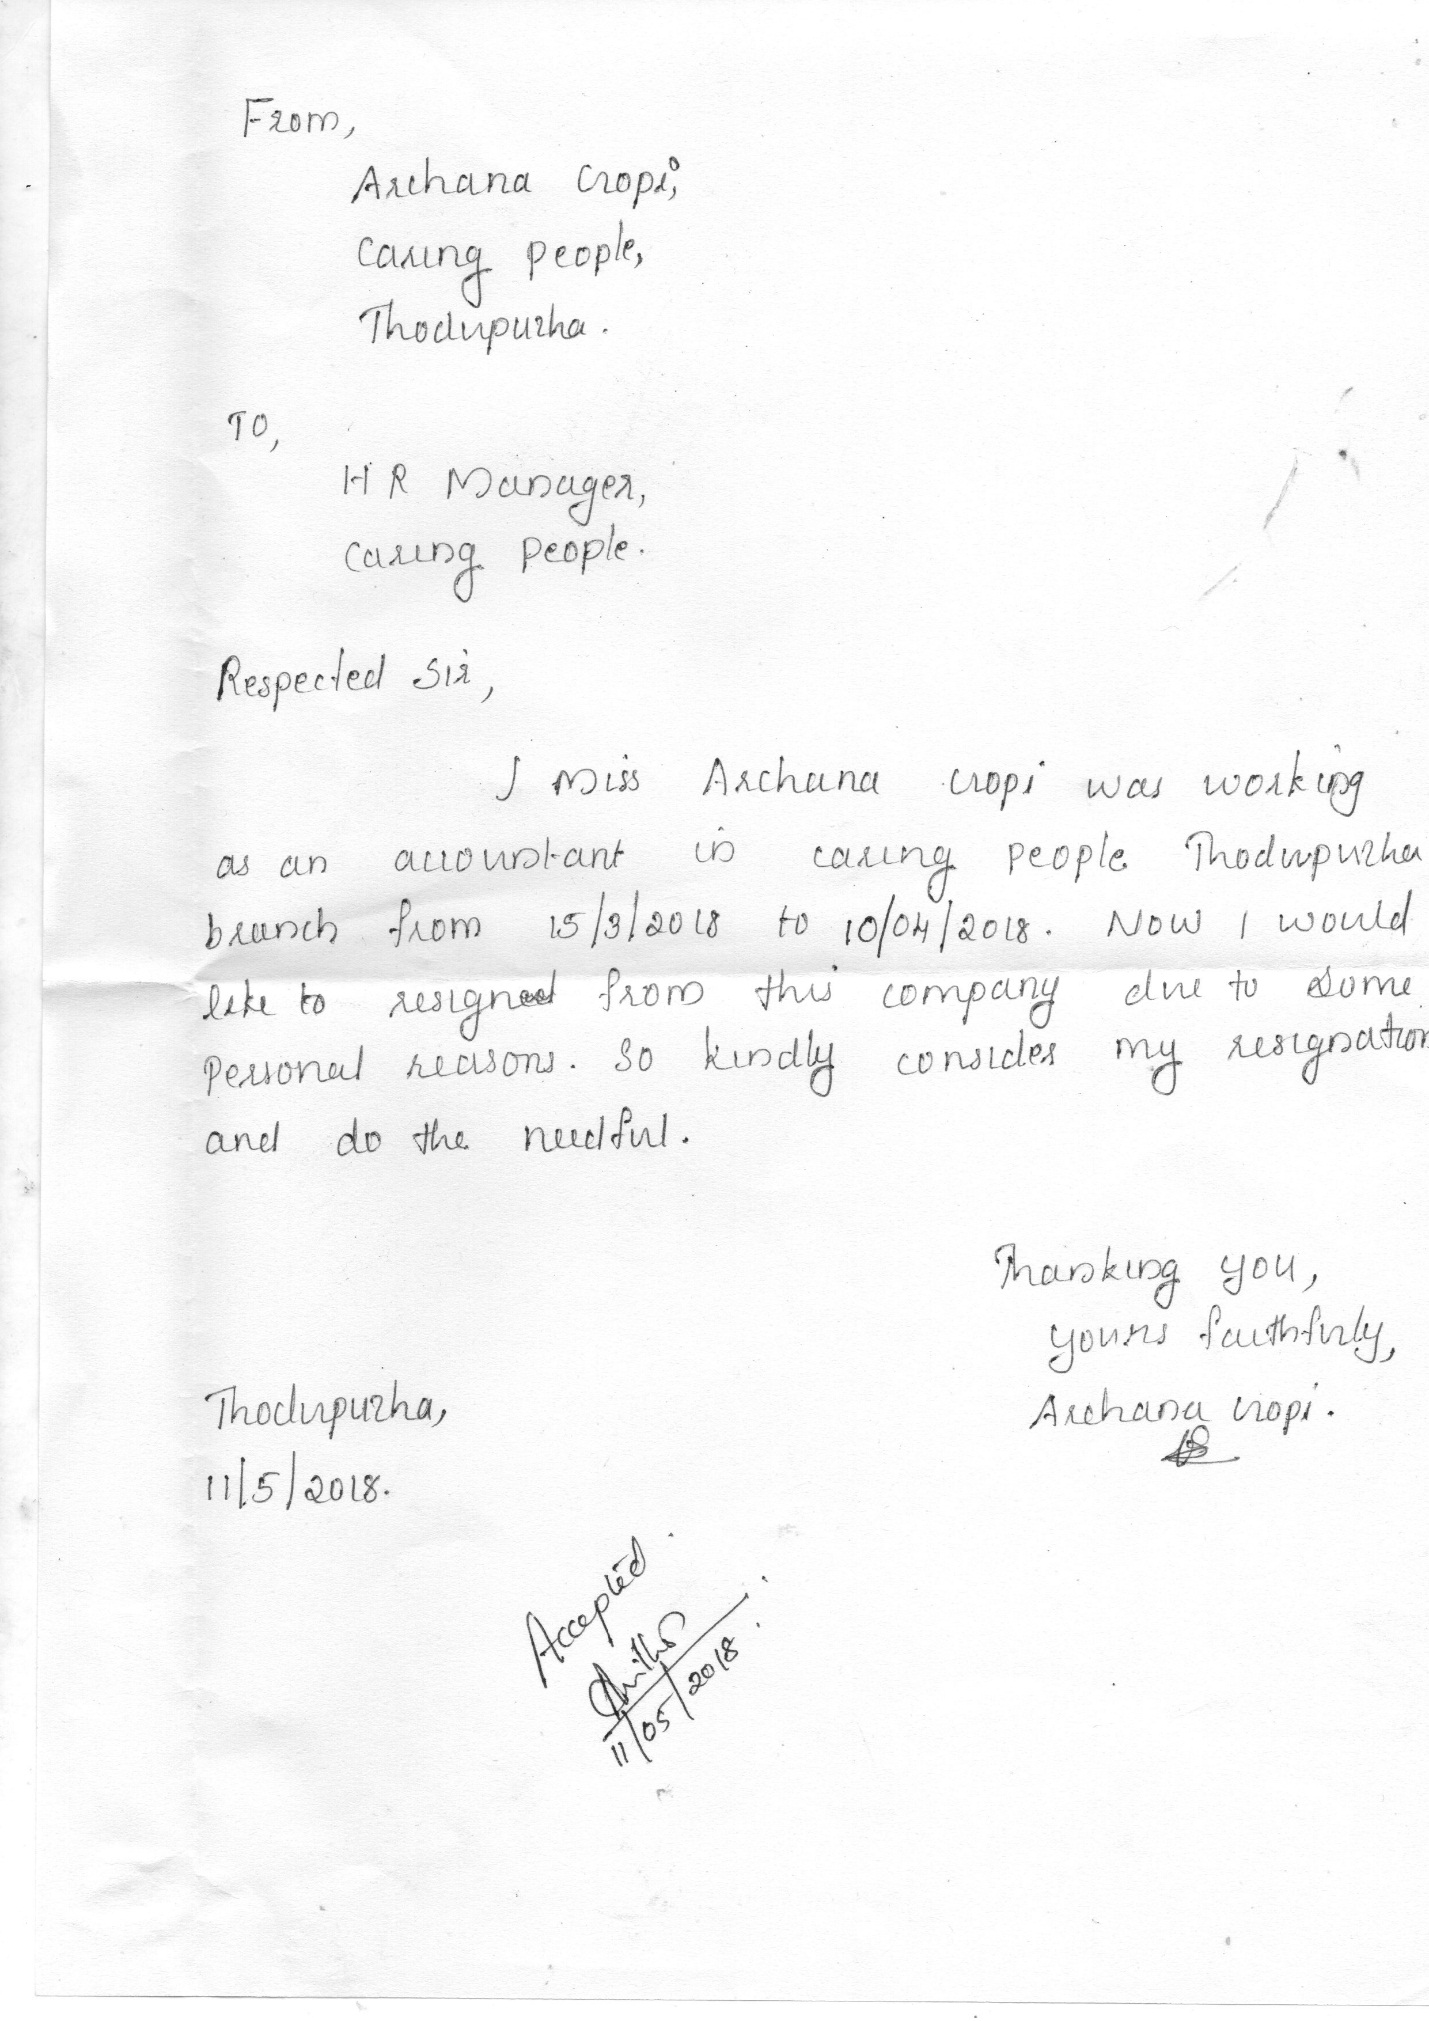 From,
Archana Gopi,
Caring people,
Thodupuzha.
TO,
HR Manager,
Caring people.
Respected Sir,
I Miss Archana Gopi was working
as an accountant in caring people Thodupuzha
branch from 15/3/2018 to 10/04/2018. Now I would
like to resigned from this company due to some
Personal reasons. So kindly consider my resignation
and do the needful.
Thanking you,
yours faithfully,
Archana Gopi.
Thodupuzha,
11/5/2018.
Accepted
11/05/2018.